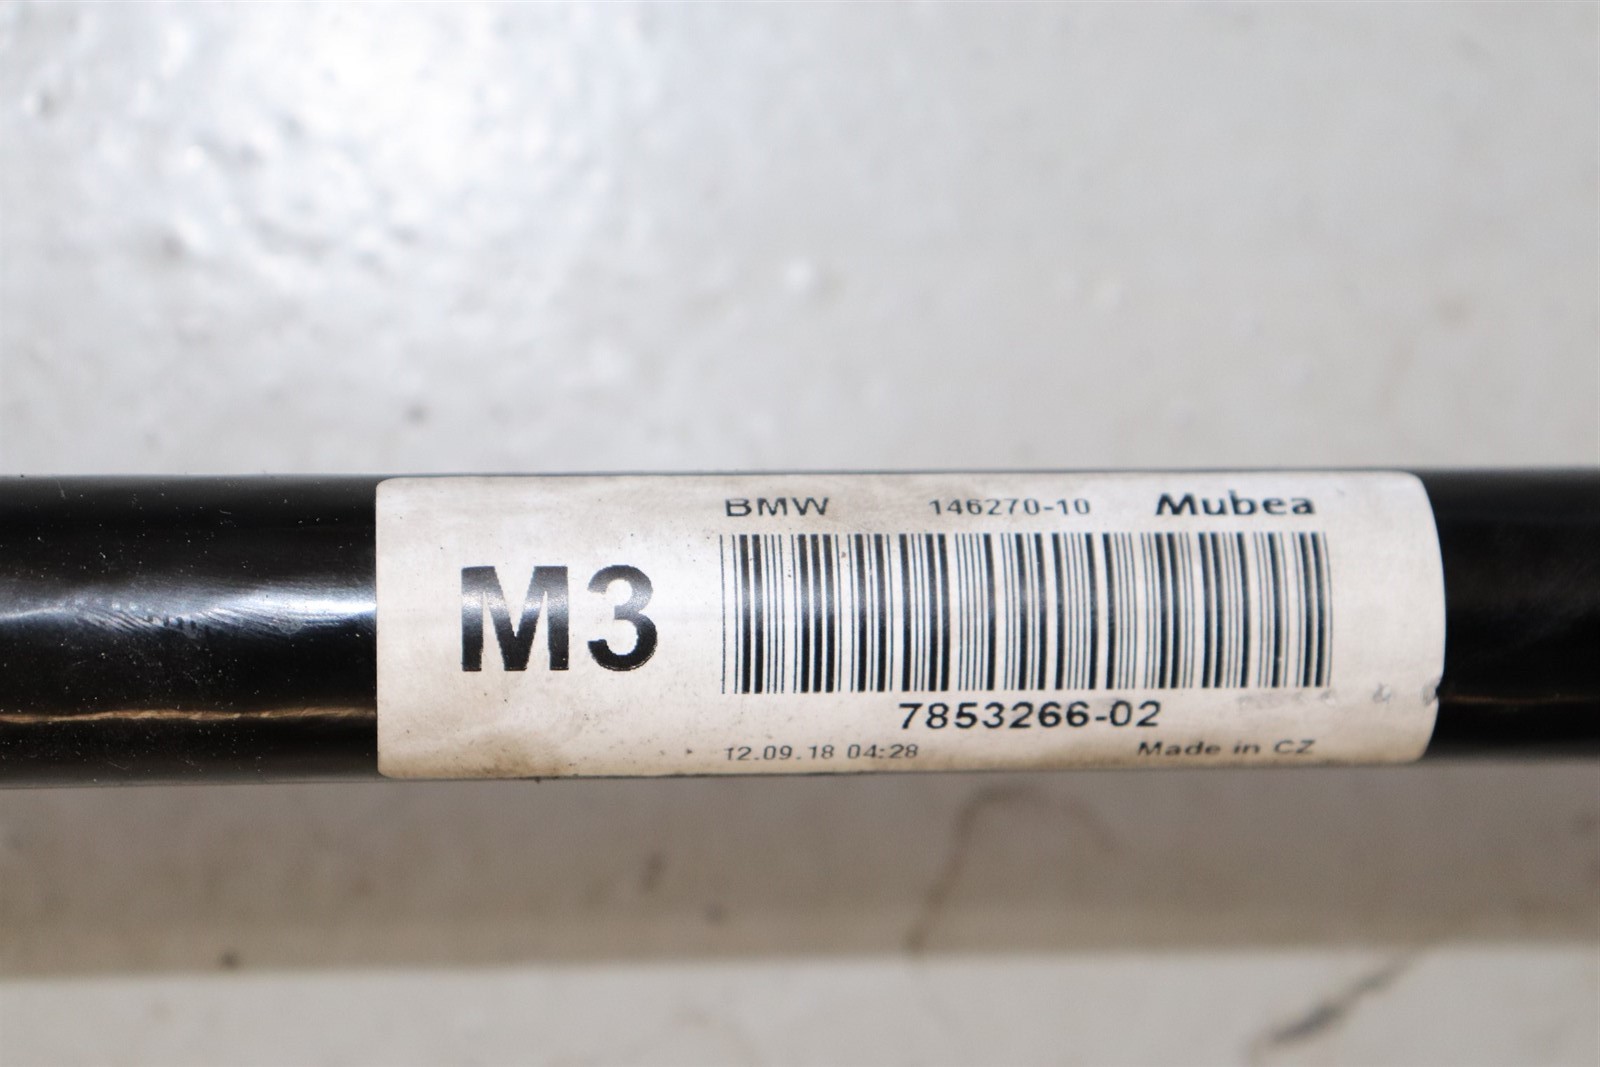 BMW 146270-10 Mubea
M3
7853266-02
12.09.18 04:28 Made in CZ